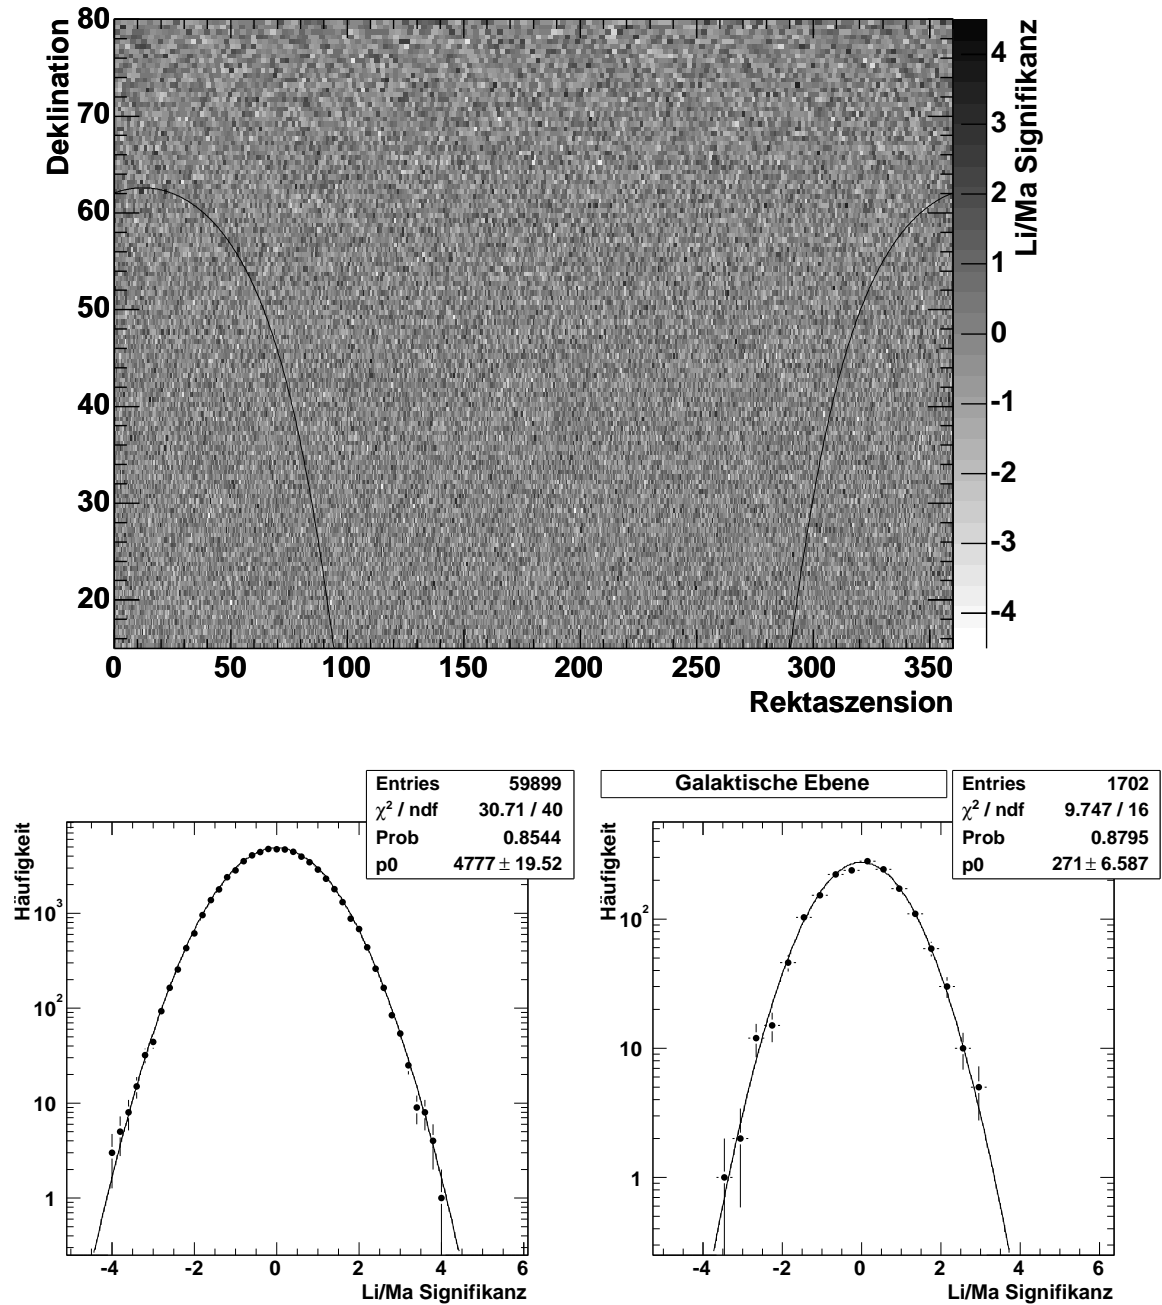 Deklination
80
70
60
50
40
30
20
0 50 100 150 200 250 300 350
Rektaszension
4
3
2
1
0
-1
-2
-3
-4
Li/Ma Signifikanz
Entries 59899
χ² / ndf 30.71 / 40
Prob 0.8544
p0 4777 ± 19.52
Häufigkeit
10³
10²
10
1
-4 -2 0 2 4 6
Li/Ma Signifikanz
Galaktische Ebene
Entries 1702
χ² / ndf 9.747 / 16
Prob 0.8795
p0 271 ± 6.587
Häufigkeit
10²
10
1
-4 -2 0 2 4 6
Li/Ma Signifikanz